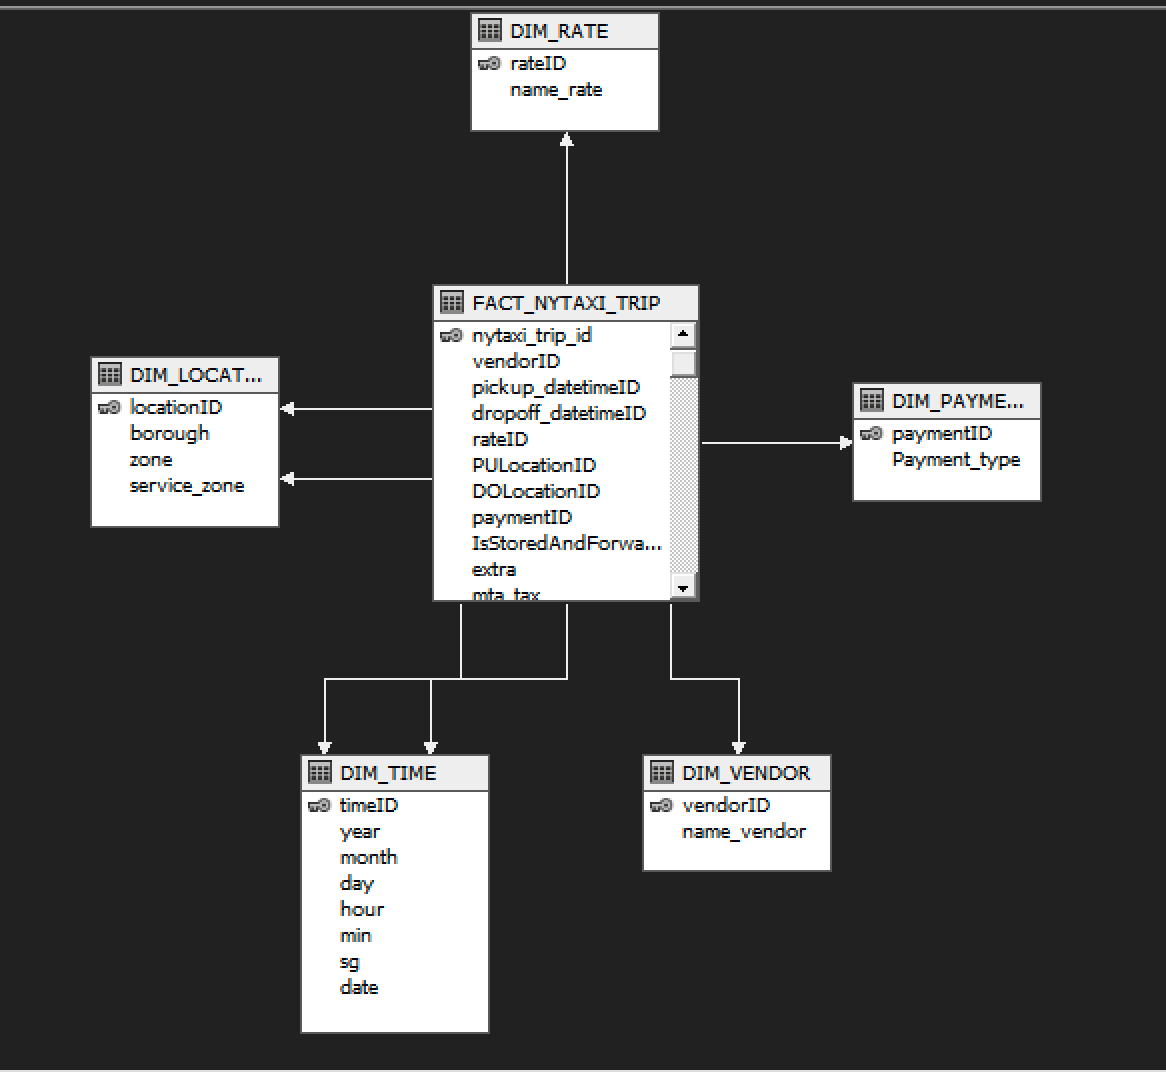 DIM_RATE
rateID
name_rate
FACT_NYTAXI_TRIP
nytaxi_trip_id
vendorID
pickup_datetimeID
dropoff_datetimeID
rateID
PULocationID
DOLocationID
paymentID
IsStoredAndForwa...
extra
mta_tax
DIM_LOCAT...
locationID
borough
zone
service_zone
DIM_PAYME...
paymentID
Payment_type
DIM_TIME
timeID
year
month
day
hour
min
sg
date
DIM_VENDOR
vendorID
name_vendor